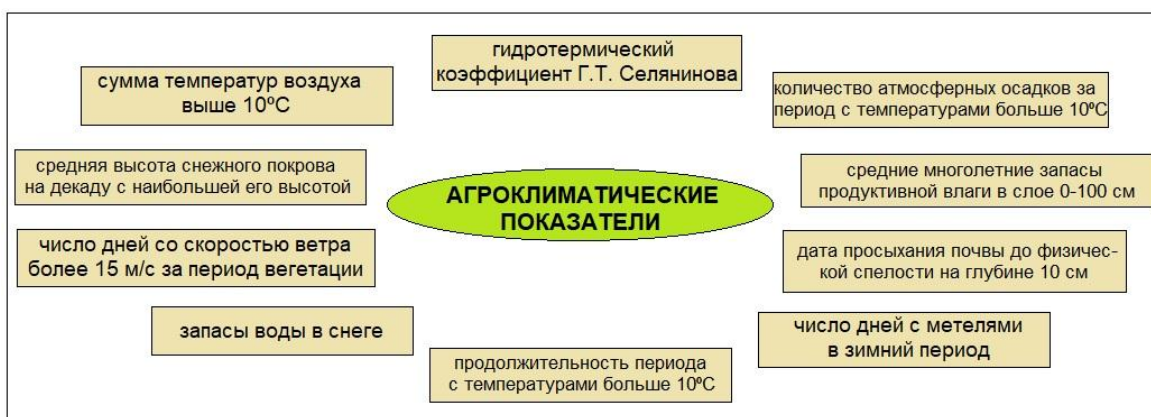 гидротермический
коэффициент Г.Т. Селянинова
сумма температур воздуха
выше 10ºС
количество атмосферных осадков за
период с температурами больше 10ºС
средняя высота снежного покрова
на декаду с наибольшей его высотой
АГРОКЛИМАТИЧЕСКИЕ
ПОКАЗАТЕЛИ
средние многолетние запасы
продуктивной влаги в слое 0-100 см
число дней со скоростью ветра
более 15 м/с за период вегетации
дата просыхания почвы до физичес-
кой спелости на глубине 10 см
запасы воды в снеге
число дней с метелями
в зимний период
продолжительность периода
с температурами больше 10ºС